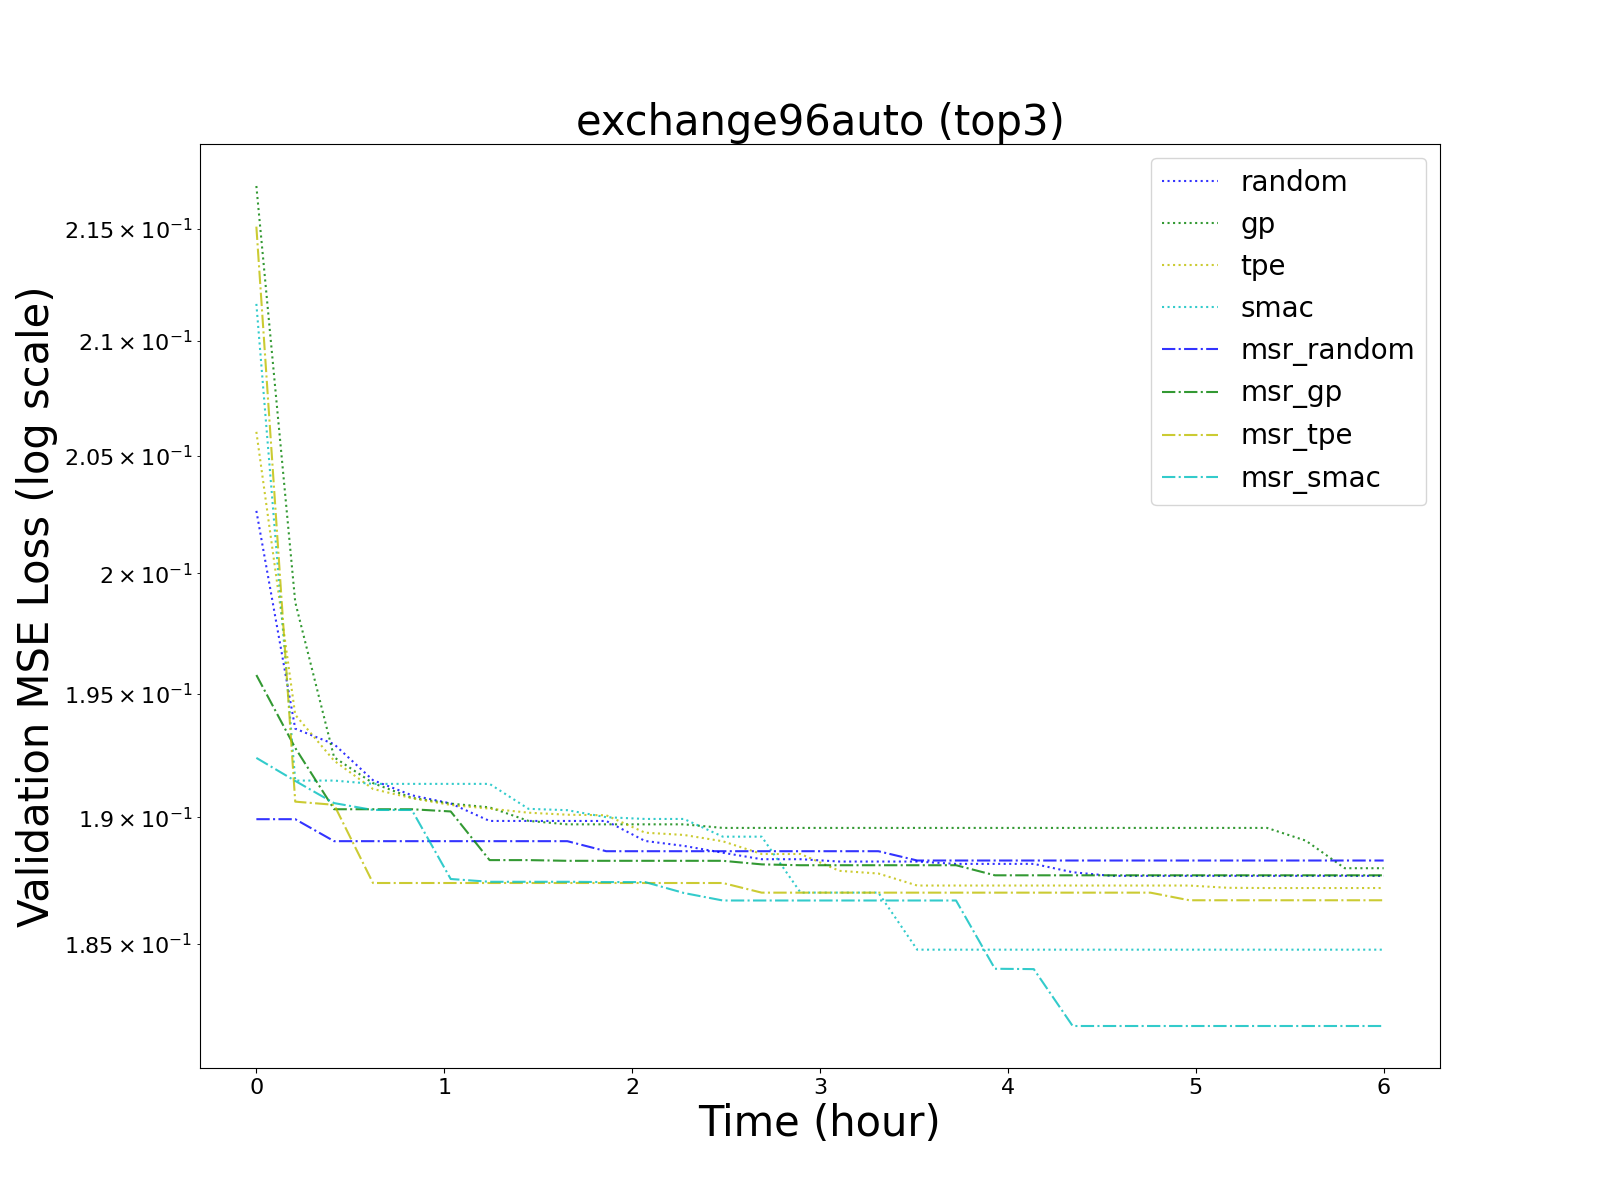 exchange96auto (top3)
Validation MSE Loss (log scale)
2.15 × 10⁻¹
2.1 × 10⁻¹
2.05 × 10⁻¹
2 × 10⁻¹
1.95 × 10⁻¹
1.9 × 10⁻¹
1.85 × 10⁻¹
random
gp
tpe
smac
msr_random
msr_gp
msr_tpe
msr_smac
0 1 2 3 4 5 6
Time (hour)